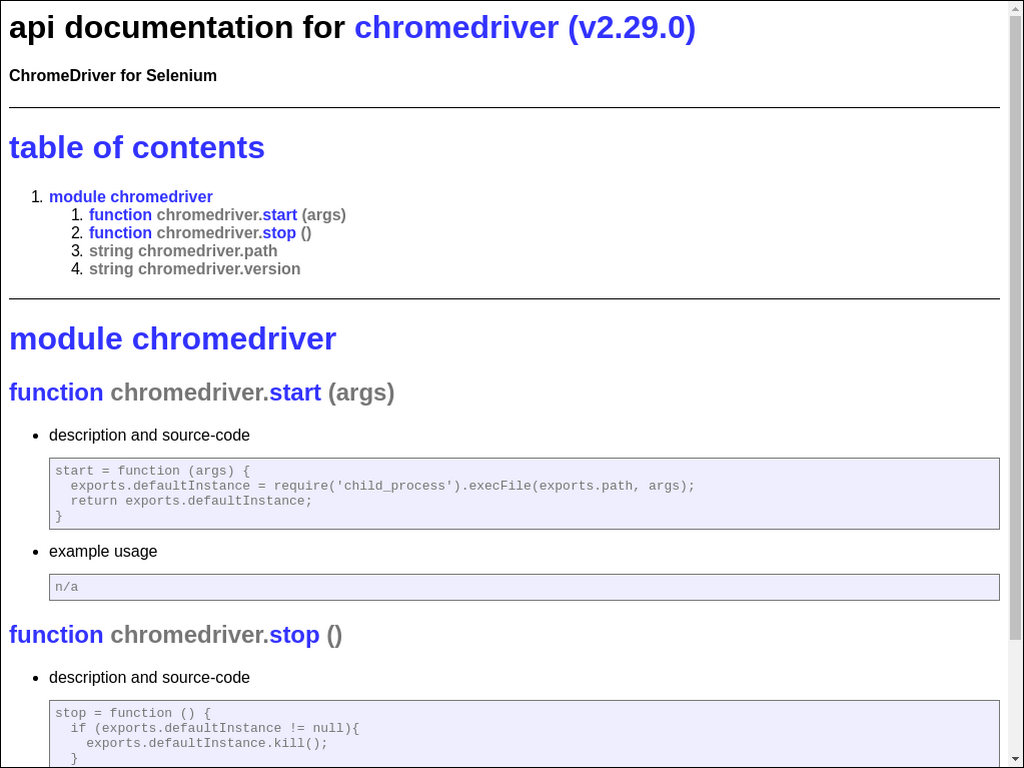 api documentation for chromedriver (v2.29.0)
ChromeDriver for Selenium
table of contents
1. module chromedriver
1. function chromedriver.start (args)
2. function chromedriver.stop ()
3. string chromedriver.path
4. string chromedriver.version
module chromedriver
function chromedriver.start (args)
• description and source-code
start = function (args) {
  exports.defaultInstance = require('child_process').execFile(exports.path, args);
  return exports.defaultInstance;
}
• example usage
n/a
function chromedriver.stop ()
• description and source-code
stop = function () {
  if (exports.defaultInstance != null){
    exports.defaultInstance.kill();
  }